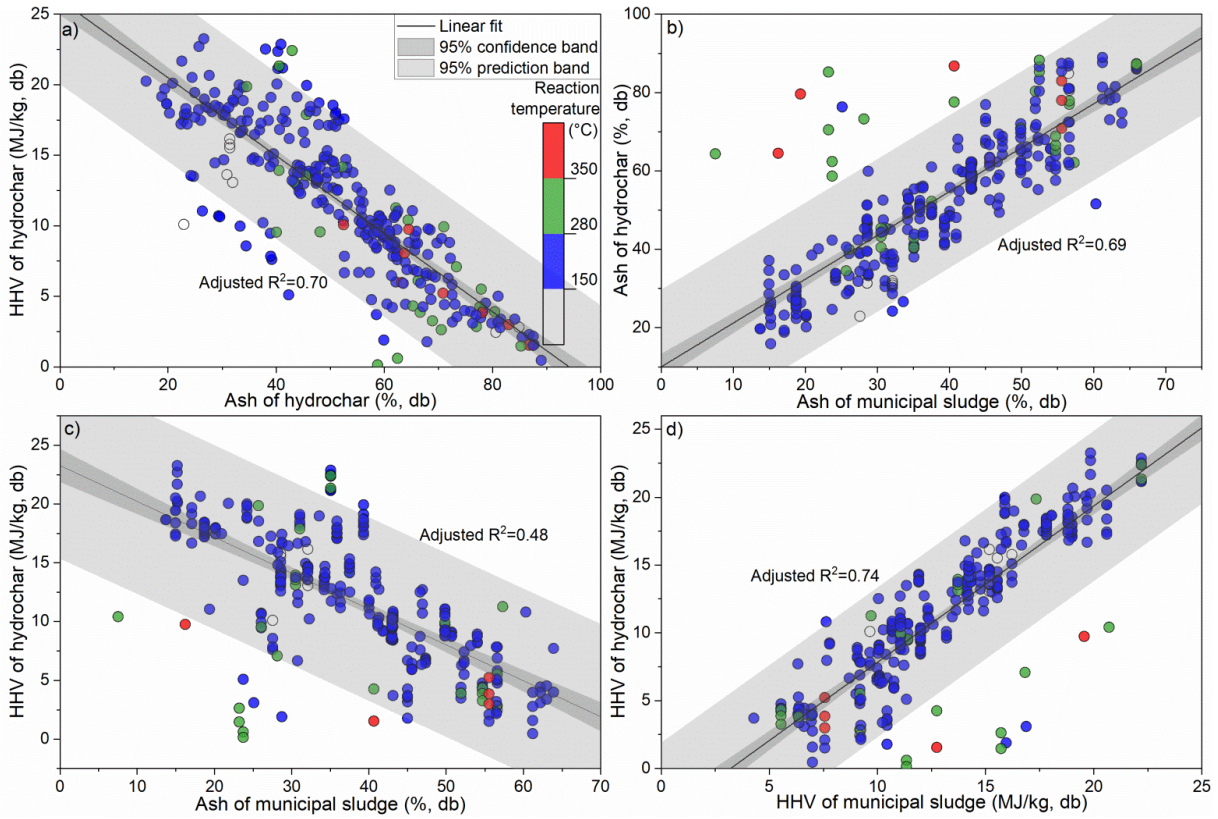 a)
25
20
15
10
5
0
HHV of hydrochar (MJ/kg, db)
Linear fit
95% confidence band
95% prediction band
Reaction
temperature
(°C)
350
280
150
Adjusted R²=0.70
0 20 40 60 80 100
Ash of hydrochar (%, db)
b)
100
80
60
40
20
Ash of hydrochar (%, db)
Adjusted R²=0.69
10 20 30 40 50 60 70
Ash of municipal sludge (%, db)
c)
25
20
15
10
5
0
HHV of hydrochar (MJ/kg, db)
Adjusted R²=0.48
0 10 20 30 40 50 60 70
Ash of municipal sludge (%, db)
d)
25
20
15
10
5
0
HHV of hydrochar (MJ/kg, db)
Adjusted R²=0.74
0 5 10 15 20 25
HHV of municipal sludge (MJ/kg, db)